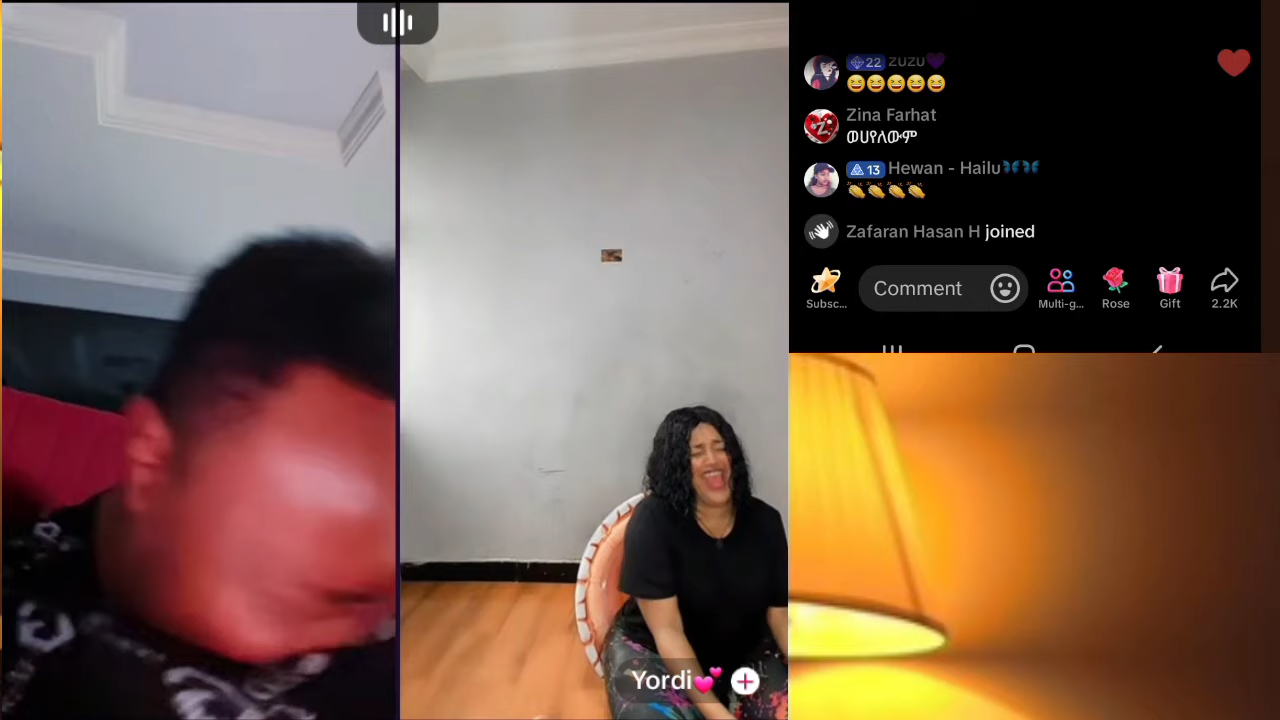 Yordi💕
22 ZUZU💜
😆😆😆😆😆
Zina Farhat
ወሀየለውም
13 Hewan - Hailu🦋🦋
👏👏👏👏
Zafaran Hasan H joined
Comment
Subsc...
Multi-g...
Rose
Gift
2.2K